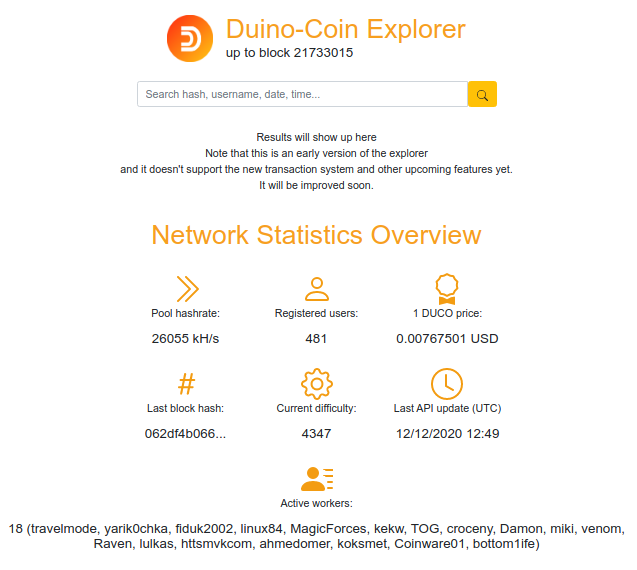 Duino-Coin Explorer
up to block 21733015
Search hash, username, date, time...
Results will show up here
Note that this is an early version of the explorer
and it doesn't support the new transaction system and other upcoming features yet.
It will be improved soon.
Network Statistics Overview
Pool hashrate:
26055 kH/s
Registered users:
481
1 DUCO price:
0.00767501 USD
#
Last block hash:
062df4b066...
Current difficulty:
4347
Last API update (UTC)
12/12/2020 12:49
Active workers:
18 (travelmode, yarik0chka, fiduk2002, linux84, MagicForces, kekw, TOG, croceny, Damon, miki, venom,
Raven, lulkas, httsmvkcom, ahmedomer, koksmet, Coinware01, bottom1ife)